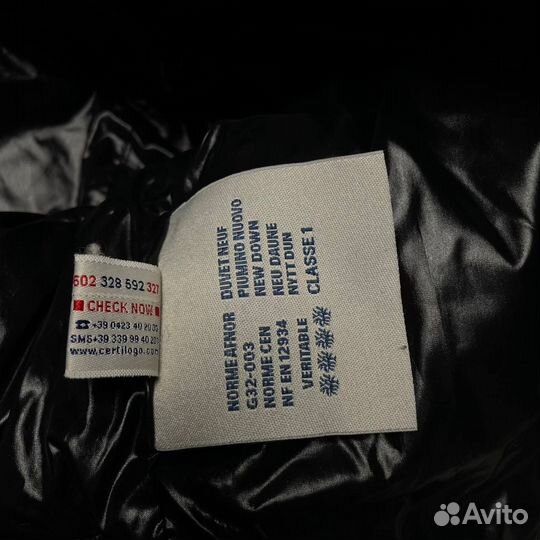 602 328 592 327
CHECK NOW
+39 0423 40 20 00
SMS+39 339 99 40 20
www.certilogo.com
NORME AFNOR
G32-003
NORME CEN
NF EN 12934
VERITABLE
DUVET NEUF
PIUMINO NUOVO
NEW DOWN
NEU DAUNE
NYTT DUN
CLASSE 1
Avito